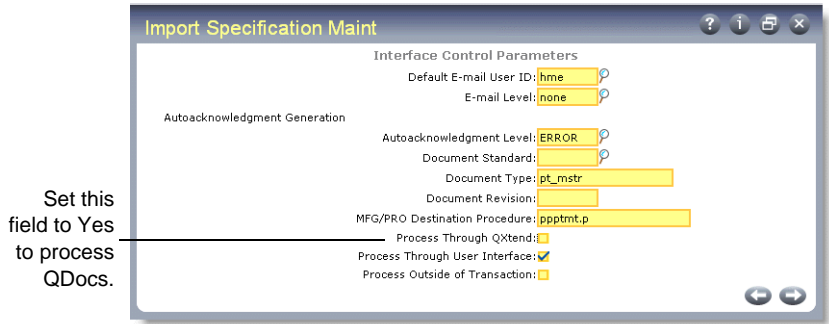 Import Specification Maint
Interface Control Parameters
Default E-mail User ID: hme
E-mail Level: none
Autoacknowledgment Generation
Autoacknowledgment Level: ERROR
Document Standard:
Document Type: pt_mstr
Document Revision:
MFG/PRO Destination Procedure: ppptmt.p
Process Through QXtend:
Process Through User Interface:
Process Outside of Transaction:
Set this
field to Yes
to process
QDocs.